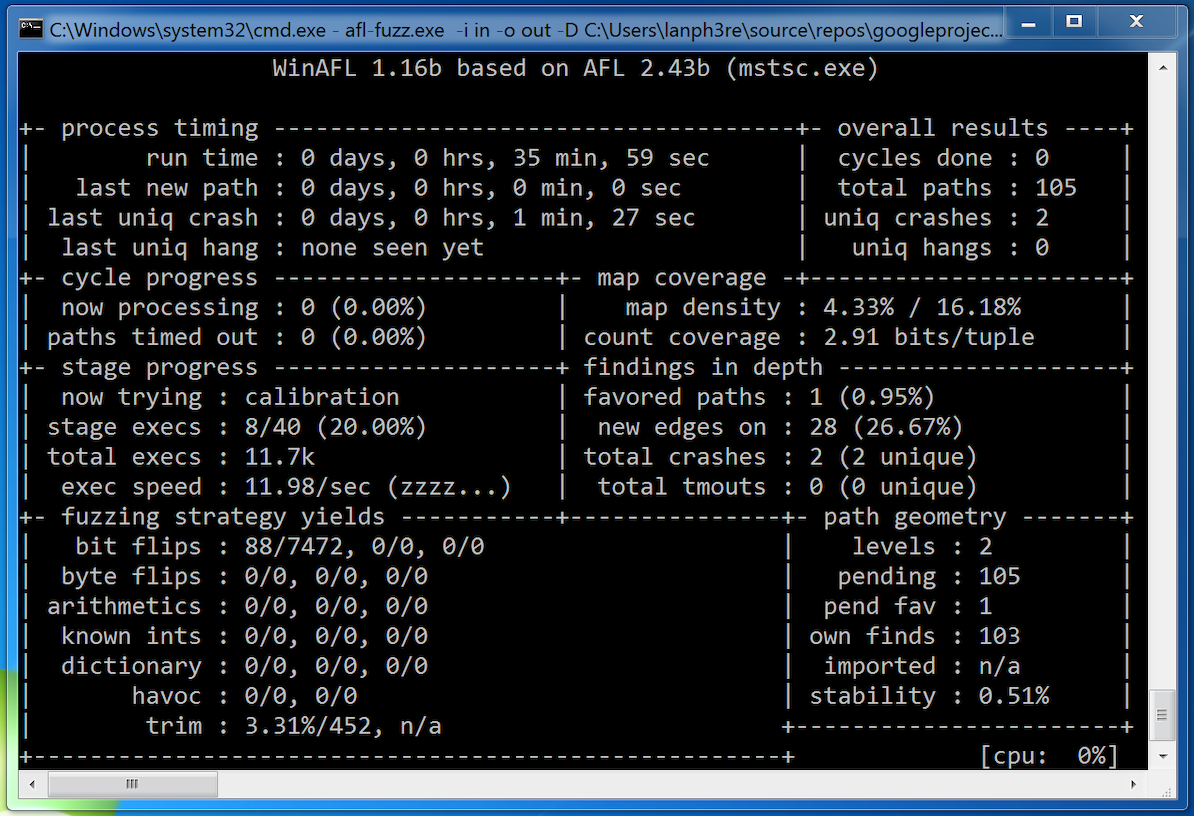 C:\Windows\system32\cmd.exe - afl-fuzz.exe -i in -o out -D C:\Users\lanph3re\source\repos\googleprojec...
WinAFL 1.16b based on AFL 2.43b (mstsc.exe)
+- process timing -------------------------------------+- overall results ----+
|        run time : 0 days, 0 hrs, 35 min, 59 sec      |  cycles done : 0     |
|   last new path : 0 days, 0 hrs, 0 min, 0 sec        |  total paths : 105   |
| last uniq crash : 0 days, 0 hrs, 1 min, 27 sec       | uniq crashes : 2     |
|  last uniq hang : none seen yet                      |   uniq hangs : 0     |
+- cycle progress --------------------+- map coverage -+----------------------+
|  now processing : 0 (0.00%)         |    map density : 4.33% / 16.18%       |
| paths timed out : 0 (0.00%)         | count coverage : 2.91 bits/tuple      |
+- stage progress --------------------+ findings in depth --------------------+
|  now trying : calibration           | favored paths : 1 (0.95%)             |
| stage execs : 8/40 (20.00%)         |  new edges on : 28 (26.67%)           |
| total execs : 11.7k                 | total crashes : 2 (2 unique)          |
|  exec speed : 11.98/sec (zzzz...)   |  total tmouts : 0 (0 unique)          |
+- fuzzing strategy yields -----------+---------------+- path geometry -------+
|   bit flips : 88/7472, 0/0, 0/0                     |    levels : 2         |
|  byte flips : 0/0, 0/0, 0/0                         |   pending : 105       |
| arithmetics : 0/0, 0/0, 0/0                         |  pend fav : 1         |
|  known ints : 0/0, 0/0, 0/0                         | own finds : 103       |
|  dictionary : 0/0, 0/0, 0/0                         |  imported : n/a       |
|       havoc : 0/0, 0/0                              | stability : 0.51%     |
|        trim : 3.31%/452, n/a                        +-----------------------+
+-----------------------------------------------------+             [cpu:  0%]